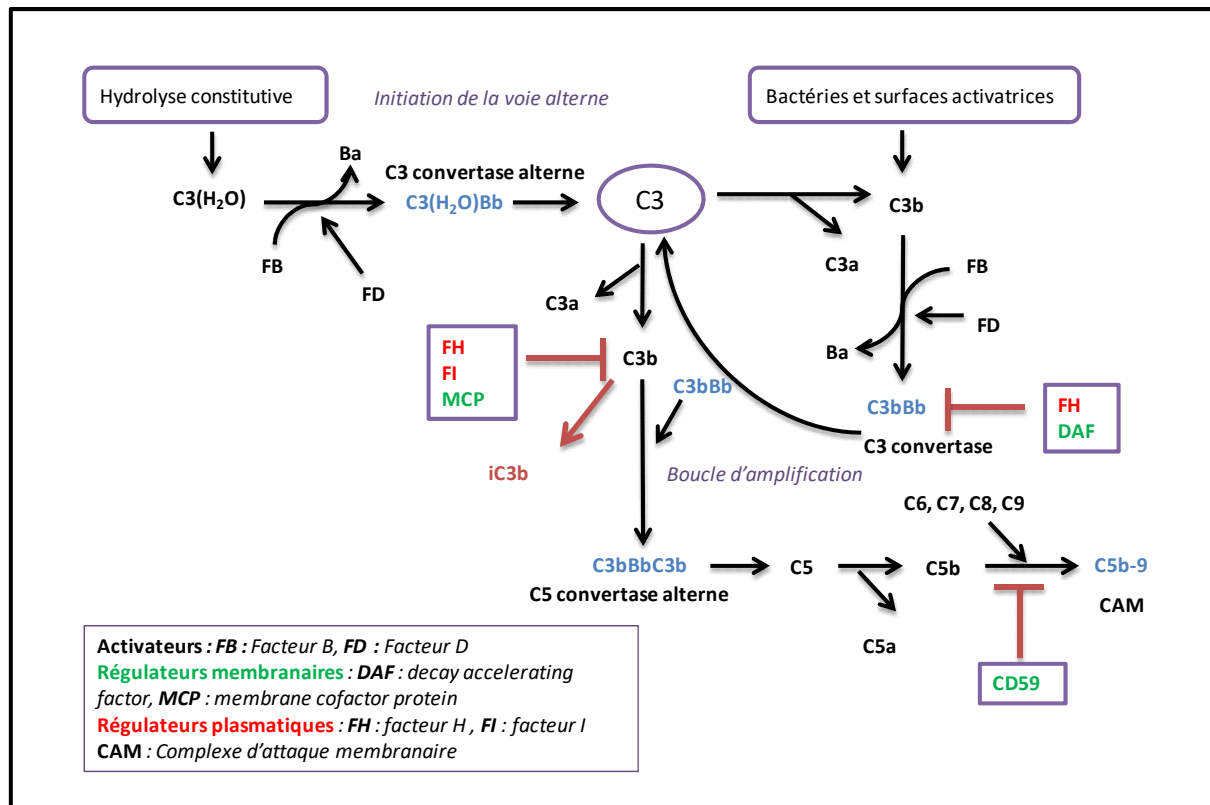 Hydrolyse constitutive
Initiation de la voie alterne
Bactéries et surfaces activatrices
Ba
C3 convertase alterne
C3(H₂O)
C3(H₂O)Bb
C3
C3b
FB
FD
C3a
C3a
FB
FD
Ba
FH
FI
MCP
C3b
C3bBb
C3bBb
C3 convertase
FH
DAF
iC3b
Boucle d’amplification
C6, C7, C8, C9
C3bBbC3b
C5 convertase alterne
C5
C5b
C5b-9
CAM
C5a
CD59
Activateurs : FB : Facteur B, FD : Facteur D
Régulateurs membranaires : DAF : decay accelerating
factor, MCP : membrane cofactor protein
Régulateurs plasmatiques : FH : facteur H , FI : facteur I
CAM : Complexe d’attaque membranaire